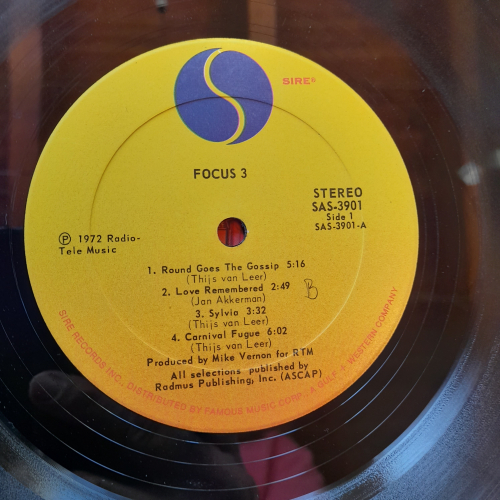 SIRE®
FOCUS 3
STEREO
SAS-3901
Side 1
SAS-3901-A
Ⓟ 1972 Radio-
Tele Music
1. Round Goes The Gossip 5:16
(Thijs van Leer)
2. Love Remembered 2:49
(Jan Akkerman)
B
3. Sylvia 3:32
(Thijs van Leer)
4. Carnival Fugue 6:02
(Thijs van Leer)
Produced by Mike Vernon for RTM
All selections published by
Radmus Publishing, Inc. (ASCAP)
SIRE RECORDS INC., DISTRIBUTED BY FAMOUS MUSIC CORP., A GULF + WESTERN COMPANY